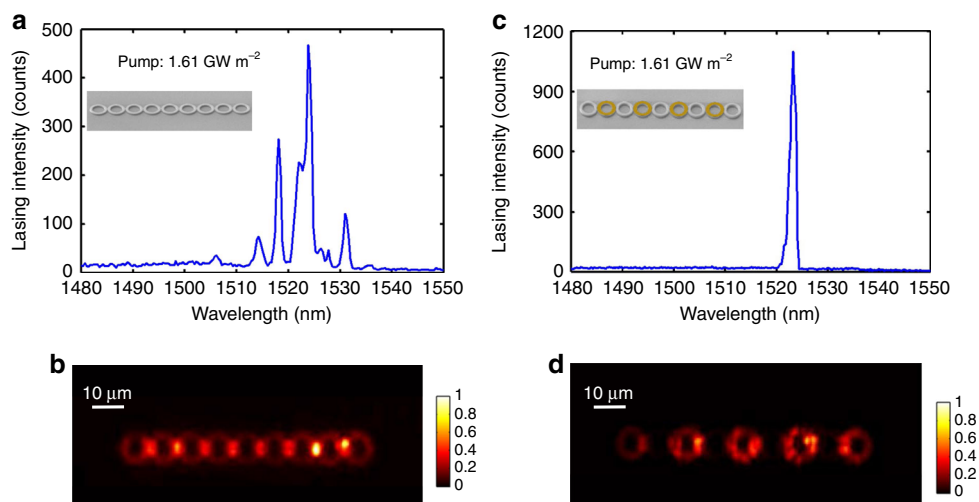 a
500
400
300
200
100
0
Lasing intensity (counts)
Pump: 1.61 GW m⁻²
1480 1490 1500 1510 1520 1530 1540 1550
Wavelength (nm)
c
1200
900
600
300
0
Lasing intensity (counts)
Pump: 1.61 GW m⁻²
1480 1490 1500 1510 1520 1530 1540 1550
Wavelength (nm)
b
10 μm
1
0.8
0.6
0.4
0.2
0
d
10 μm
1
0.8
0.6
0.4
0.2
0